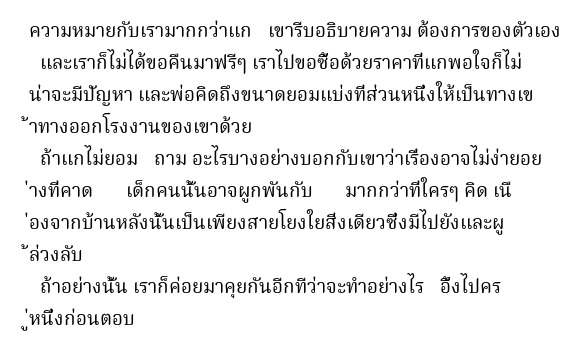 ความหมายกับเรามากกว่าแก เขารีบอธิบายความ ต้องการของตัวเอง
และเราก็ไม่ได้ขอคืนมาฟรีๆ เราไปขอซื้อด้วยราคาที่แกพอใจก็ไม่
น่าจะมีปัญหา และพ่อคิดถึงขนาดยอมแบ่งที่ส่วนหนึ่งให้เป็นทางเข
้าทางออกโรงงานของเขาด้วย
ถ้าแกไม่ยอม ถาม อะไรบางอย่างบอกกับเขาว่าเรื่องอาจไม่ง่ายอย
่างที่คาด เด็กคนนั้นอาจผูกพันกับ มากกว่าที่ใครๆ คิด เนื
่องจากบ้านหลังนั้นเป็นเพียงสายโยงใยสิ่งเดียวซึ่งมีไปยังและผู
้ล่วงลับ
ถ้าอย่างนั้น เราก็ค่อยมาคุยกันอีกทีว่าจะทำอย่างไร อึ้งไปคร
ู่หนึ่งก่อนตอบ